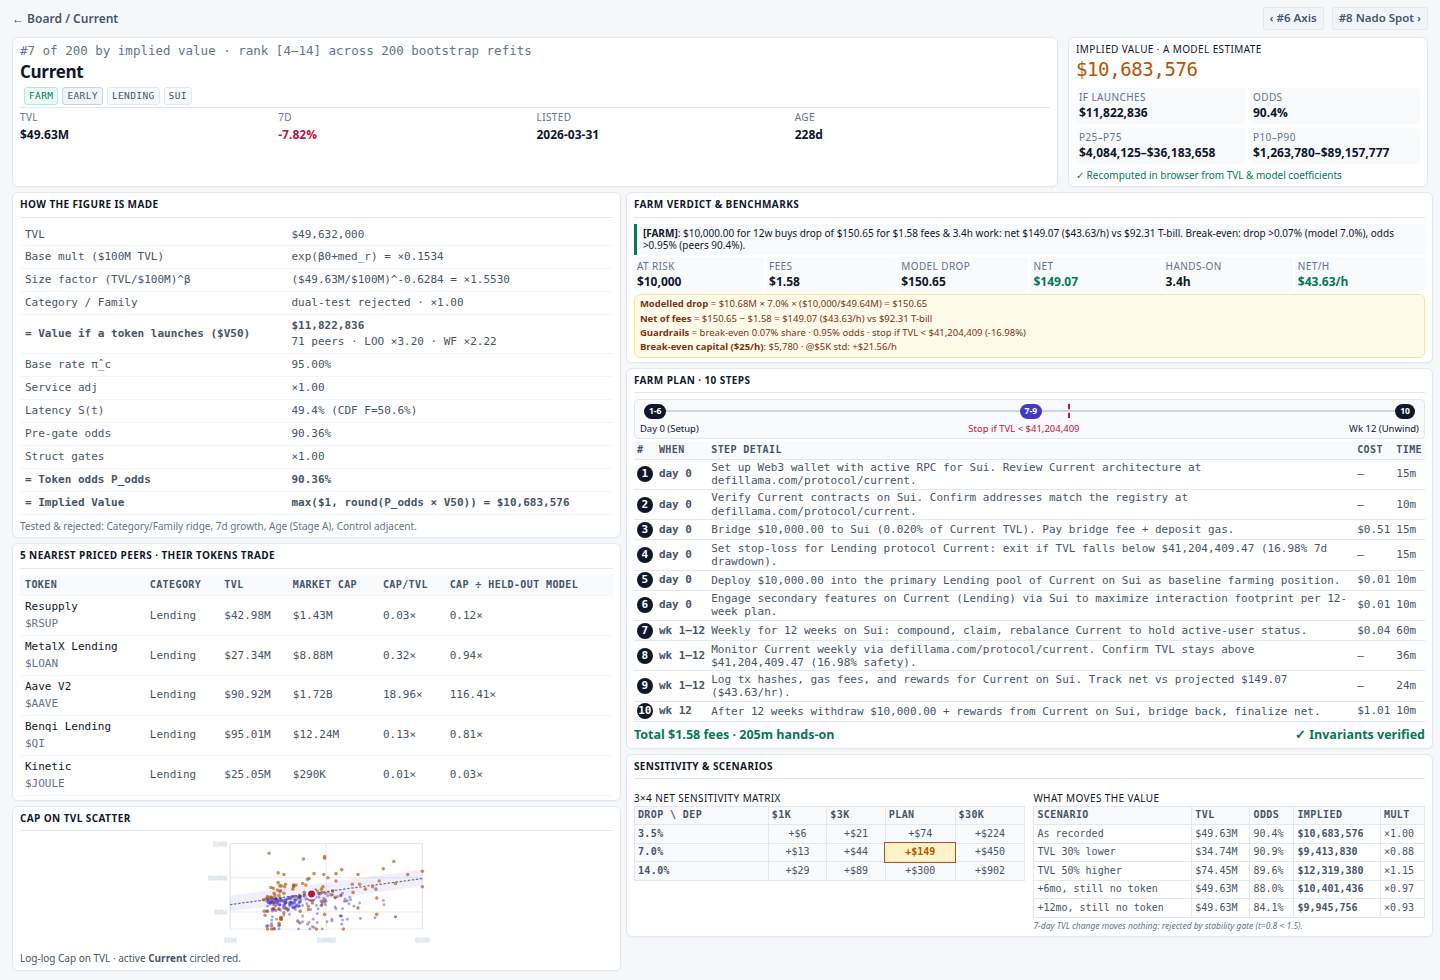 ← Board / Current
‹ #6 Axis
#8 Nado Spot ›
#7 of 200 by implied value · rank [4–14] across 200 bootstrap refits
Current
FARM EARLY LENDING SUI
TVL 7D LISTED AGE
$49.63M -7.82% 2026-03-31 228d
IMPLIED VALUE · A MODEL ESTIMATE
$10,683,576
IF LAUNCHES ODDS
$11,822,836 90.4%
P25–P75 P10–P90
$4,084,125–$36,183,658 $1,263,780–$89,157,777
✓ Recomputed in browser from TVL & model coefficients
HOW THE FIGURE IS MADE
TVL $49,632,000
Base mult ($100M TVL) exp(β0+med_r) = ×0.1534
Size factor (TVL/$100M)^β ($49.63M/$100M)^-0.6284 = ×1.5530
Category / Family dual-test rejected · ×1.00
= Value if a token launches ($V50) $11,822,836
71 peers · LOO ×3.20 · WF ×2.22
Base rate π̂_c 95.00%
Service adj ×1.00
Latency S(t) 49.4% (CDF F=50.6%)
Pre-gate odds 90.36%
Struct gates ×1.00
= Token odds P_odds 90.36%
= Implied Value max($1, round(P_odds × V50)) = $10,683,576
Tested & rejected: Category/Family ridge, 7d growth, Age (Stage A), Control adjacent.
5 NEAREST PRICED PEERS · THEIR TOKENS TRADE
TOKEN CATEGORY TVL MARKET CAP CAP/TVL CAP ÷ HELD-OUT MODEL
Resupply
$RSUP Lending $42.98M $1.43M 0.03× 0.12×
MetalX Lending
$LOAN Lending $27.34M $8.88M 0.32× 0.94×
Aave V2
$AAVE Lending $90.92M $1.72B 18.96× 116.41×
Benqi Lending
$QI Lending $95.01M $12.24M 0.13× 0.81×
Kinetic
$JOULE Lending $25.05M $290K 0.01× 0.03×
CAP ON TVL SCATTER
Log-log Cap on TVL · active Current circled red.
FARM VERDICT & BENCHMARKS
[FARM]: $10,000.00 for 12w buys drop of $150.65 for $1.58 fees & 3.4h work: net $149.07 ($43.63/h) vs $92.31 T-bill. Break-even: drop >0.07% (model 7.0%), odds
>0.95% (peers 90.4%).
AT RISK FEES MODEL DROP NET HANDS-ON NET/H
$10,000 $1.58 $150.65 $149.07 3.4h $43.63/h
Modelled drop = $10.68M × 7.0% × ($10,000/$49.64M) = $150.65
Net of fees = $150.65 − $1.58 = $149.07 ($43.63/h) vs $92.31 T-bill
Guardrails = break-even 0.07% share · 0.95% odds · stop if TVL < $41,204,409 (-16.98%)
Break-even capital ($25/h): $5,780 · @$5K std: +$21.56/h
FARM PLAN · 10 STEPS
1-6 7-9 10
Day 0 (Setup) Stop if TVL < $41,204,409 Wk 12 (Unwind)
# WHEN STEP DETAIL COST TIME
1 day 0 Set up Web3 wallet with active RPC for Sui. Review Current architecture at
defillama.com/protocol/current. — 15m
2 day 0 Verify Current contracts on Sui. Confirm addresses match the registry at
defillama.com/protocol/current. — 10m
3 day 0 Bridge $10,000.00 to Sui (0.020% of Current TVL). Pay bridge fee + deposit gas. $0.51 15m
4 day 0 Set stop-loss for Lending protocol Current: exit if TVL falls below $41,204,409.47 (16.98% 7d
drawdown). — 15m
5 day 0 Deploy $10,000.00 into the primary Lending pool of Current on Sui as baseline farming position. $0.01 10m
6 day 0 Engage secondary features on Current (Lending) via Sui to maximize interaction footprint per 12-
week plan. $0.01 10m
7 wk 1–12 Weekly for 12 weeks on Sui: compound, claim, rebalance Current to hold active-user status. $0.04 60m
8 wk 1–12 Monitor Current weekly via defillama.com/protocol/current. Confirm TVL stays above
$41,204,409.47 (16.98% safety). — 36m
9 wk 1–12 Log tx hashes, gas fees, and rewards for Current on Sui. Track net vs projected $149.07
($43.63/hr). — 24m
10 wk 12 After 12 weeks withdraw $10,000.00 + rewards from Current on Sui, bridge back, finalize net. $1.01 10m
Total $1.58 fees · 205m hands-on ✓ Invariants verified
SENSITIVITY & SCENARIOS
3×4 NET SENSITIVITY MATRIX
DROP \ DEP $1K $3K PLAN $30K
3.5% +$6 +$21 +$74 +$224
7.0% +$13 +$44 +$149 +$450
14.0% +$29 +$89 +$300 +$902
WHAT MOVES THE VALUE
SCENARIO TVL ODDS IMPLIED MULT
As recorded $49.63M 90.4% $10,683,576 ×1.00
TVL 30% lower $34.74M 90.9% $9,413,830 ×0.88
TVL 50% higher $74.45M 89.6% $12,319,380 ×1.15
+6mo, still no token $49.63M 88.0% $10,401,436 ×0.97
+12mo, still no token $49.63M 84.1% $9,945,756 ×0.93
7-day TVL change moves nothing: rejected by stability gate (t=0.8 < 1.5).